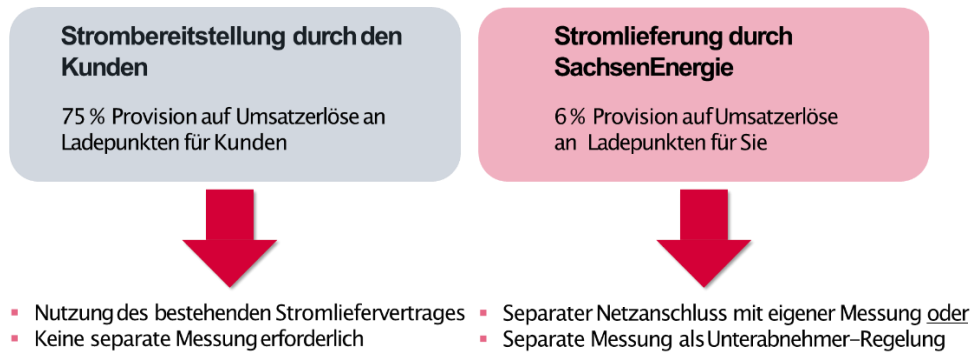 Strombereitstellung durch den
Kunden
75 % Provision auf Umsatzerlöse an
Ladepunkten für Kunden
Stromlieferung durch
SachsenEnergie
6 % Provision auf Umsatzerlöse
an Ladepunkten für Sie
▪ Nutzung des bestehenden Stromliefervertrages
▪ Keine separate Messung erforderlich
▪ Separater Netzanschluss mit eigener Messung oder
▪ Separate Messung als Unterabnehmer-Regelung